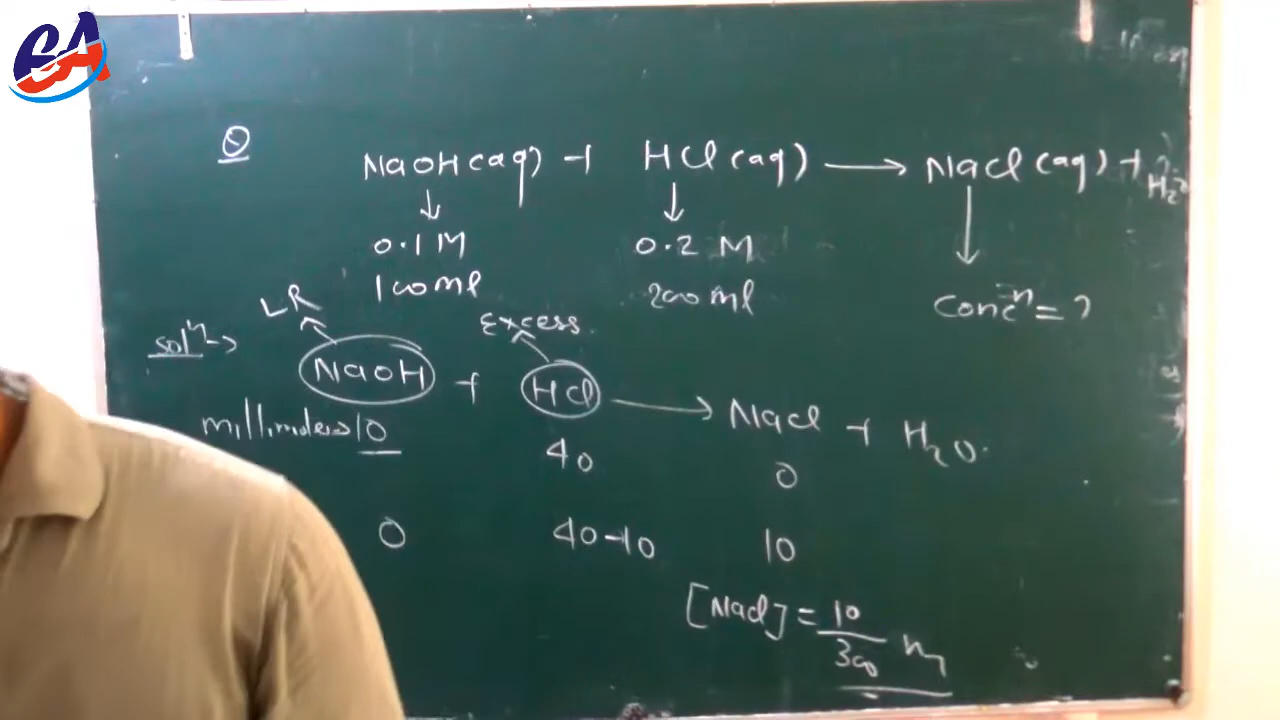 EA
Q NaOH(aq) + HCl(aq) → NaCl(aq) + H2O
0.1 M 0.2 M
100 ml 200 ml Concn = ?
LR Excess.
soln → NaOH + HCl → NaCl + H2O.
millimoles 10 40 0
0 40-10 10
[NaCl] = 10/300 M